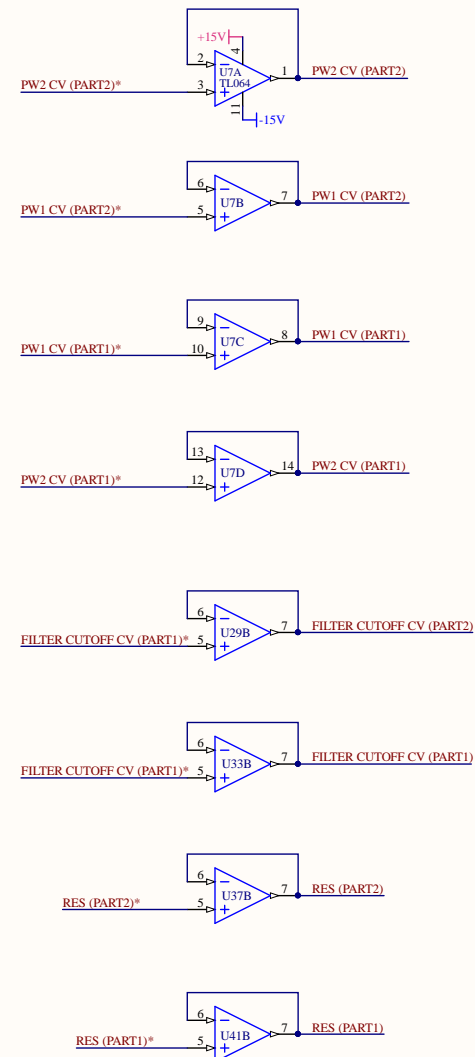 +15V
4
2
U7A
1
PW2 CV (PART2)
PW2 CV (PART2)*
3
TL064
11
-15V
6
U7B
7
PW1 CV (PART2)
PW1 CV (PART2)*
5
9
U7C
8
PW1 CV (PART1)
PW1 CV (PART1)*
10
13
U7D
14
PW2 CV (PART1)
PW2 CV (PART1)*
12
6
U29B
7
FILTER CUTOFF CV (PART2)
FILTER CUTOFF CV (PART1)*
5
6
U33B
7
FILTER CUTOFF CV (PART1)
FILTER CUTOFF CV (PART1)*
5
6
U37B
7
RES (PART2)
RES (PART2)*
5
6
U41B
7
RES (PART1)
RES (PART1)*
5